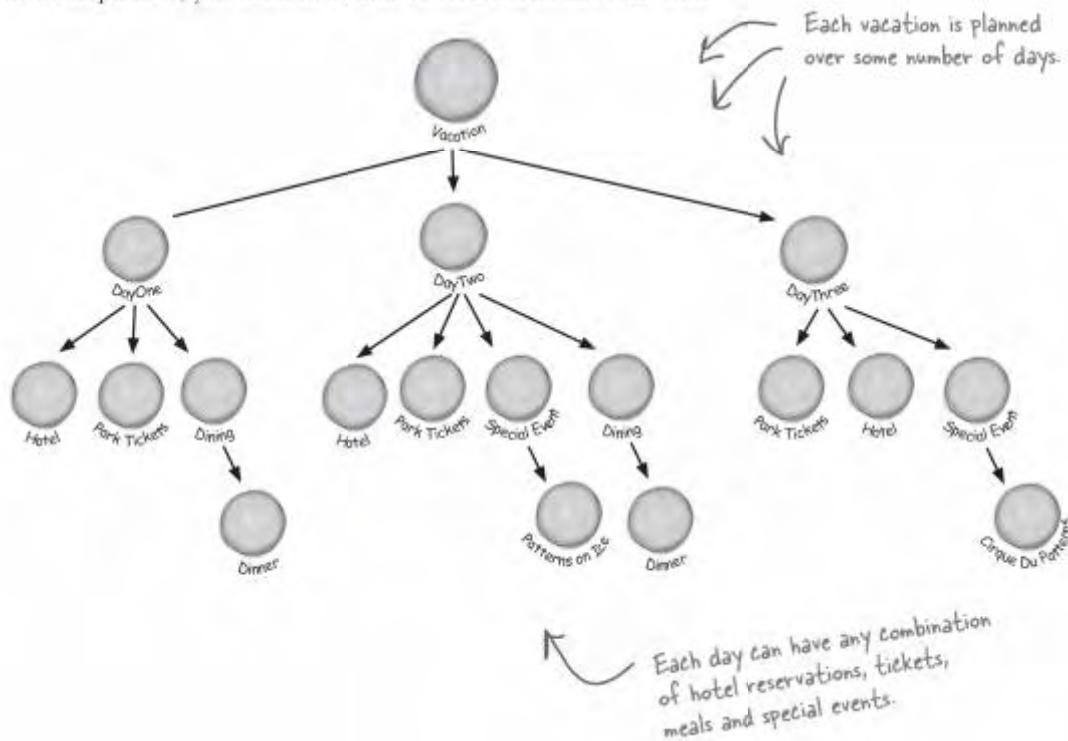 Each vacation is planned
over some number of days.
Vacation
DayOne
DayTwo
DayThree
Hotel
Park Tickets
Dining
Hotel
Park Tickets
Special Event
Dining
Park Tickets
Hotel
Special Event
Dinner
Patterns on Ice
Dinner
Cirque Du Patterns
Each day can have any combination
of hotel reservations, tickets,
meals and special events.